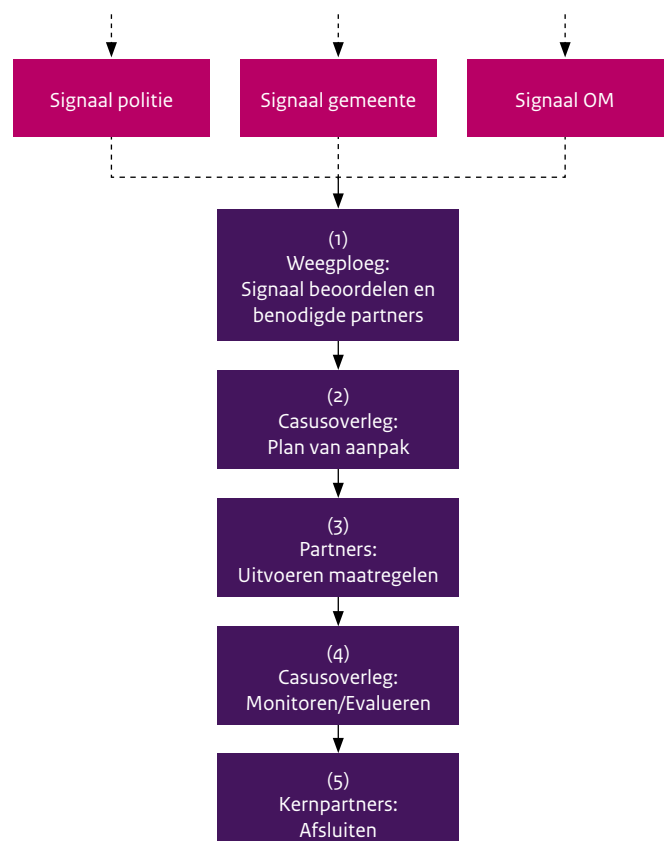 Signaal politie
Signaal gemeente
Signaal OM
(1)
Weegploeg:
Signaal beoordelen en
benodigde partners
(2)
Casusoverleg:
Plan van aanpak
(3)
Partners:
Uitvoeren maatregelen
(4)
Casusoverleg:
Monitoren/Evalueren
(5)
Kernpartners:
Afsluiten